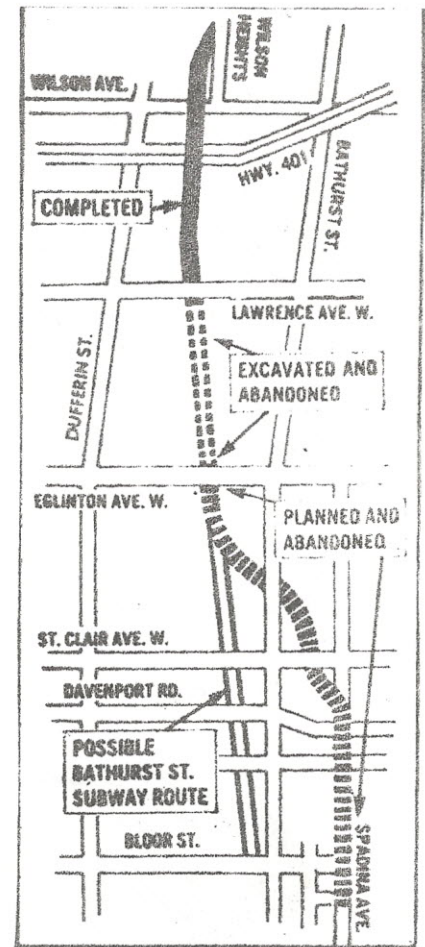 WILSON
HEIGHTS
WILSON AVE.
HWY. 401
BATHURST ST.
COMPLETED
LAWRENCE AVE. W.
DUFFERIN ST.
EXCAVATED AND
ABANDONED
EGLINTON AVE. W.
PLANNED AND
ABANDONED
ST. CLAIR AVE. W.
DAVENPORT RD.
POSSIBLE
BATHURST ST.
SUBWAY ROUTE
BLOOR ST.
SPADINA AVE.